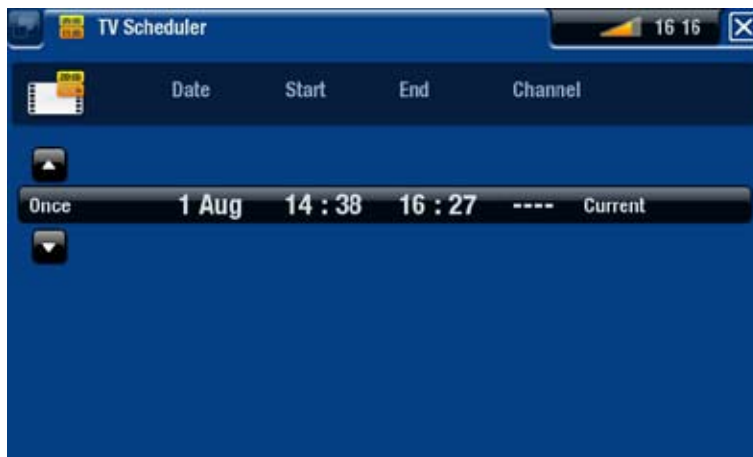 TV Scheduler 16 16
Date Start End Channel
Once 1 Aug 14 : 38 16 : 27 ---- Current